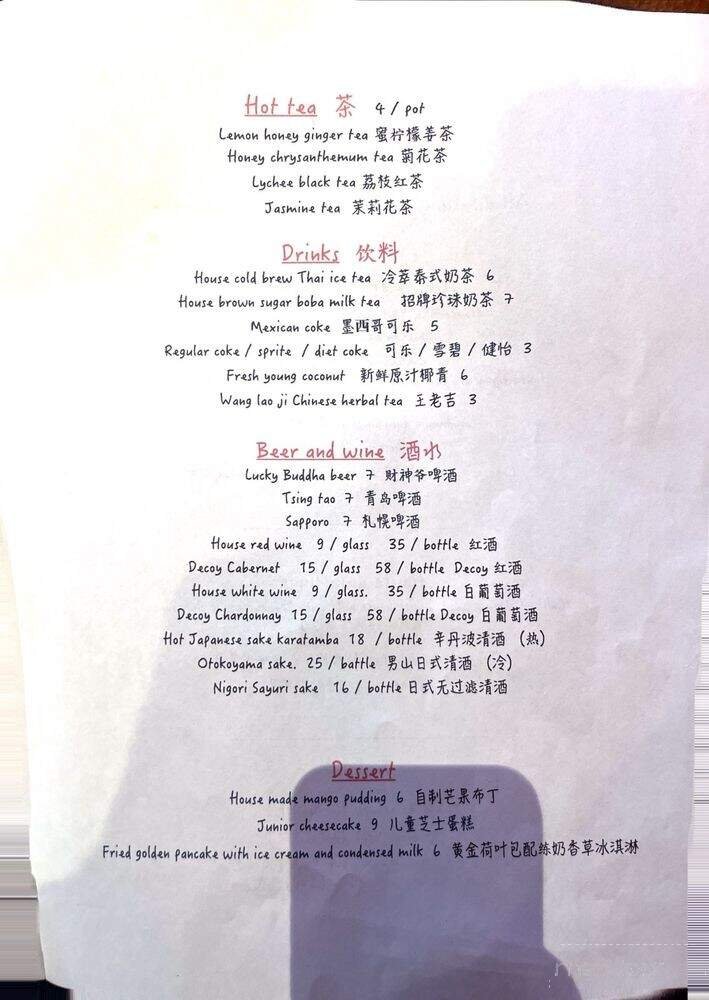 Hot tea 茶 4 / pot
Lemon honey ginger tea 蜜柠檬姜茶
Honey chrysanthemum tea 菊花茶
Lychee black tea 荔枝红茶
Jasmine tea 茉莉花茶
Drinks 饮料
House cold brew Thai ice tea 冷萃泰式奶茶 6
House brown sugar boba milk tea 招牌珍珠奶茶 7
Mexican coke 墨西哥可乐 5
Regular coke / sprite / diet coke 可乐 / 雪碧 / 健怡 3
Fresh young coconut 新鲜原汁椰青 6
Wang lao ji Chinese herbal tea 王老吉 3
Beer and wine 酒水
Lucky Buddha beer 7 财神爷啤酒
Tsing tao 7 青岛啤酒
Sapporo 7 札幌啤酒
House red wine 9 / glass 35 / bottle 红酒
Decoy Cabernet 15 / glass 58 / bottle Decoy 红酒
House white wine 9 / glass. 35 / bottle 白葡萄酒
Decoy Chardonnay 15 / glass 58 / bottle Decoy 白葡萄酒
Hot Japanese sake karatamba 18 / bottle 辛丹波清酒 （热）
Otokoyama sake. 25 / battle 男山日式清酒 （冷）
Nigori Sayuri sake 16 / bottle 日式无过滤清酒
Dessert
House made mango pudding 6 自制芒果布丁
Junior cheesecake 9 儿童芝士蛋糕
Fried golden pancake with ice cream and condensed milk 6 黄金荷叶包配练奶香草冰淇淋